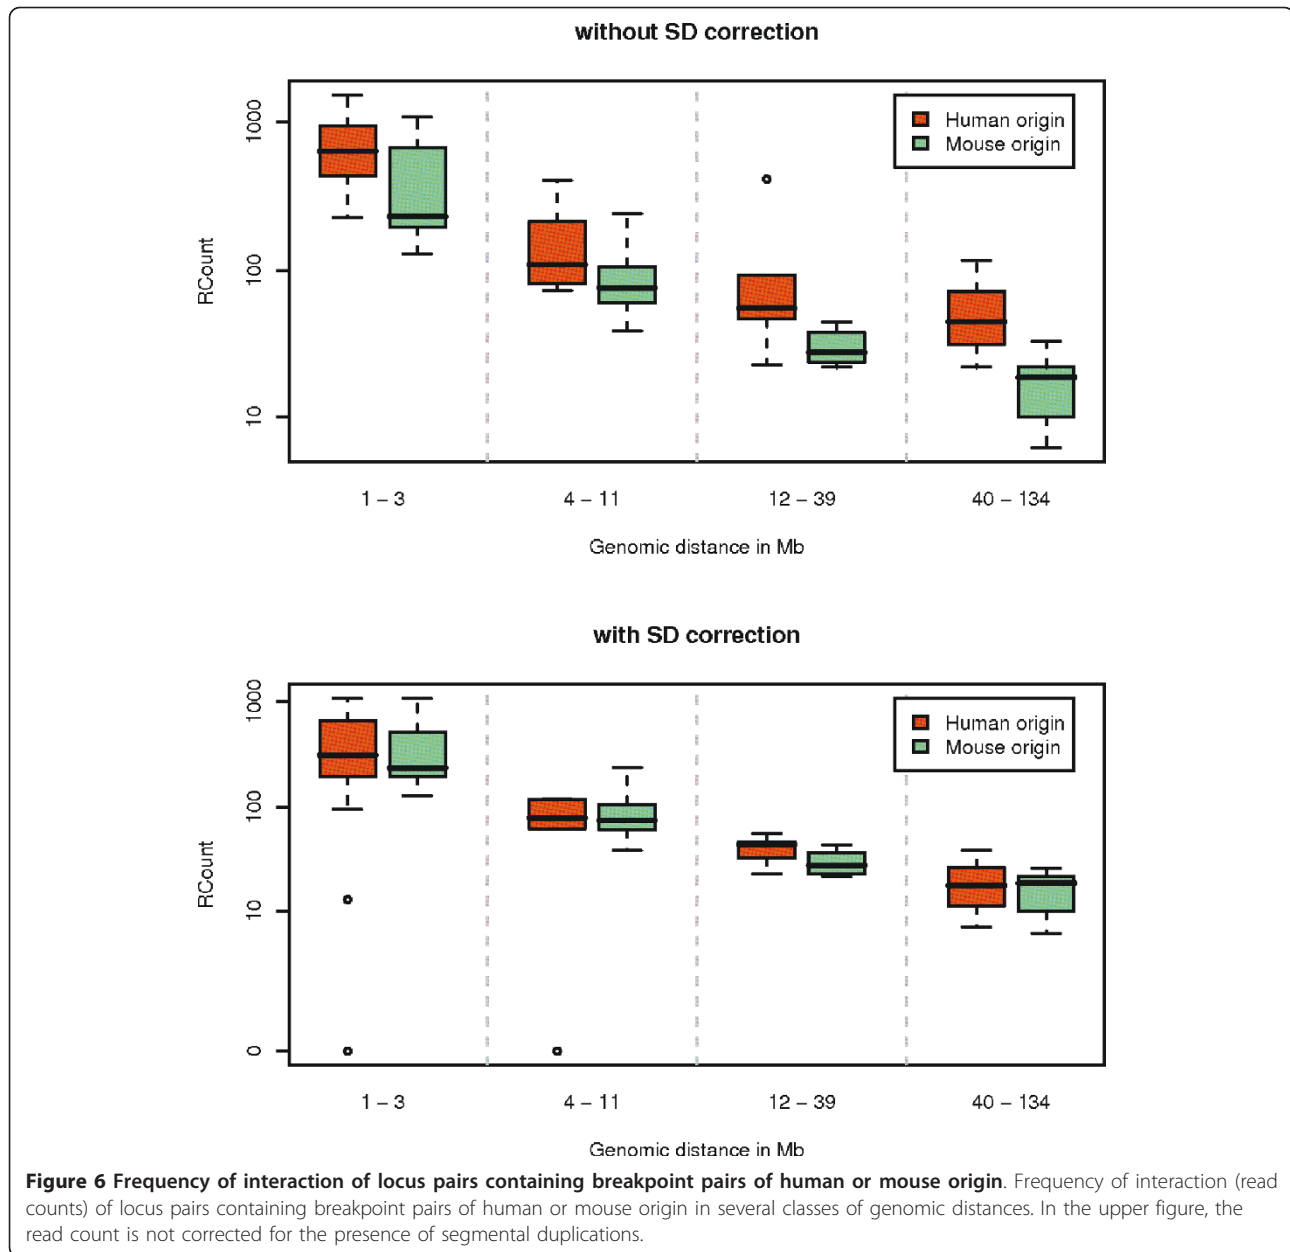 without SD correction
1000
100
10
RCount
Human origin
Mouse origin
1 – 3
4 – 11
12 – 39
40 – 134
Genomic distance in Mb
with SD correction
1000
100
10
0
RCount
Human origin
Mouse origin
1 – 3
4 – 11
12 – 39
40 – 134
Genomic distance in Mb
Figure 6 Frequency of interaction of locus pairs containing breakpoint pairs of human or mouse origin. Frequency of interaction (read
counts) of locus pairs containing breakpoint pairs of human or mouse origin in several classes of genomic distances. In the upper figure, the
read count is not corrected for the presence of segmental duplications.